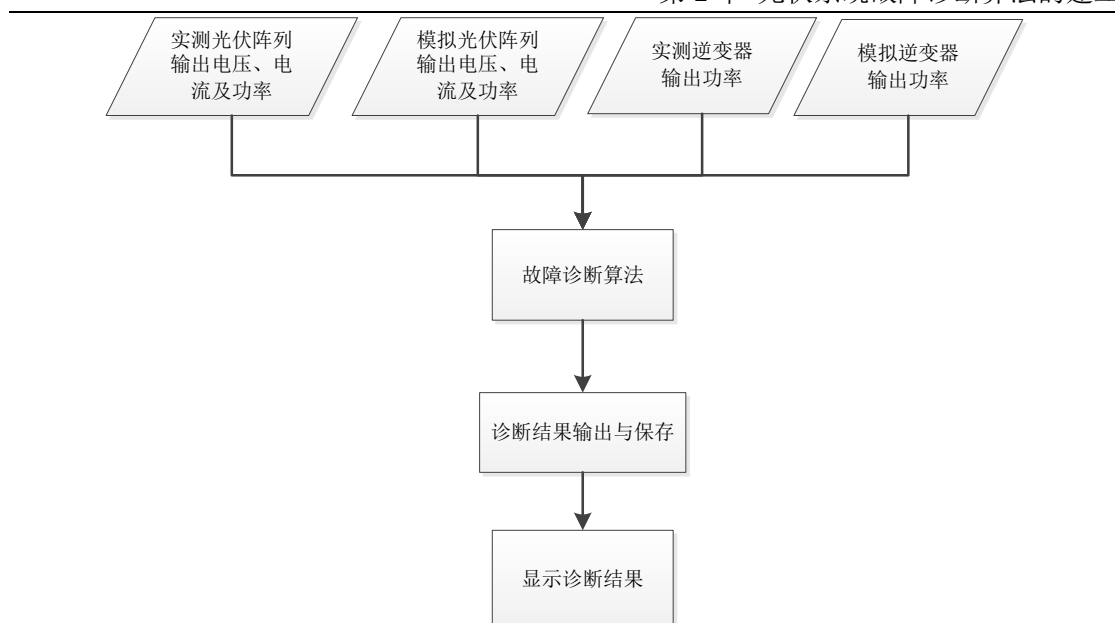 实测光伏阵列
输出电压、电
流及功率
模拟光伏阵列
输出电压、电
流及功率
实测逆变器
输出功率
模拟逆变器
输出功率
故障诊断算法
诊断结果输出与保存
显示诊断结果